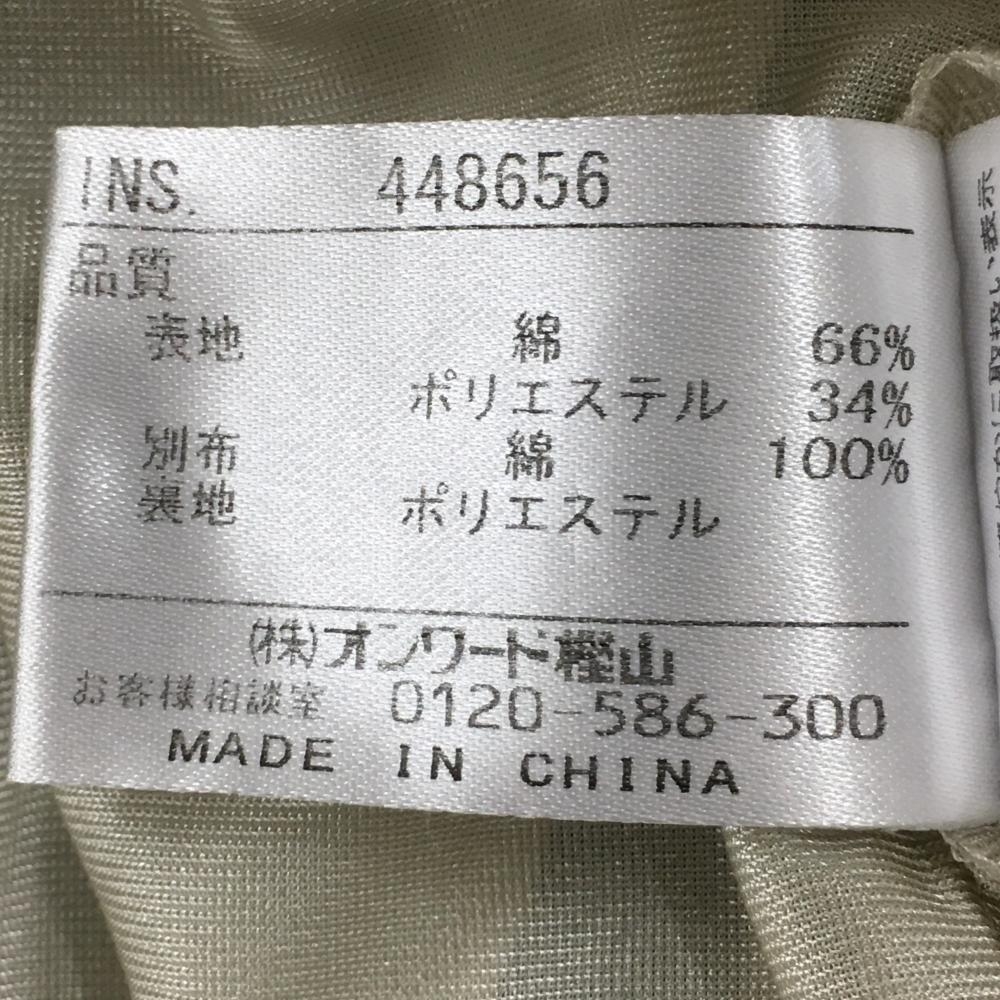 INS. 448656
品質
表地 綿 66%
ポリエステル 34%
別布 綿 100%
裏地 ポリエステル
(株)オンワード樫山
お客様相談室 0120-586-300
MADE IN CHINA
表示